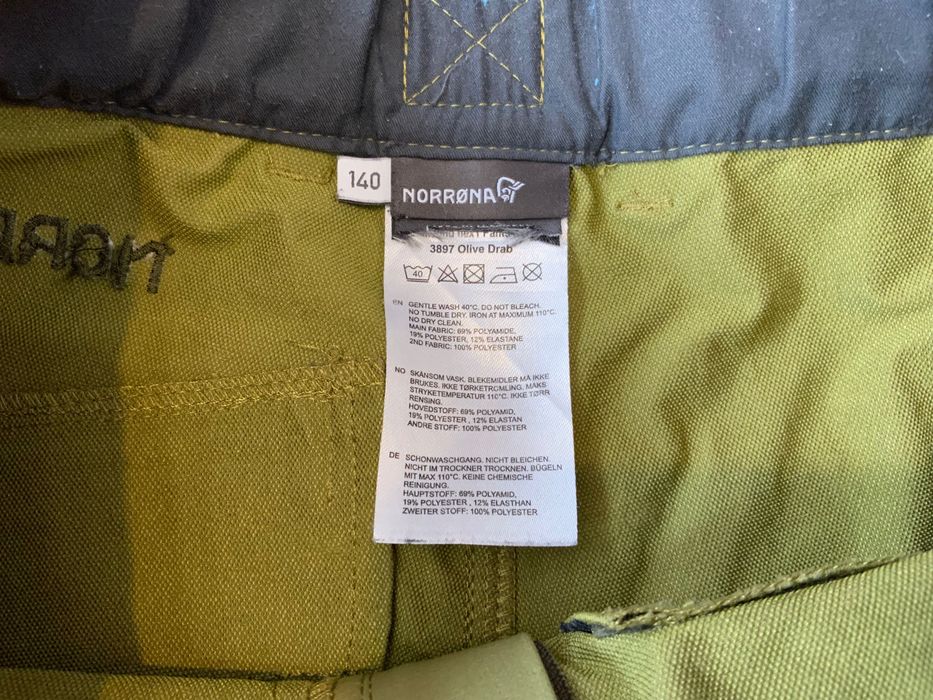 140
NORRØNA
flex1 Pants
3897 Olive Drab
40
EN GENTLE WASH 40°C. DO NOT BLEACH.
NO TUMBLE DRY. IRON AT MAXIMUM 110°C.
NO DRY CLEAN.
MAIN FABRIC: 69% POLYAMIDE,
19% POLYESTER, 12% ELASTANE
2ND FABRIC: 100% POLYESTER
NO SKÅNSOM VASK. BLEKEMIDLER MÅ IKKE
BRUKES. IKKE TØRKETROMLING. MAKS
STRYKETEMPERATUR 110°C. IKKE TØRR
RENSING.
HOVEDSTOFF: 69% POLYAMID,
19% POLYESTER , 12% ELASTAN
ANDRE STOFF: 100% POLYESTER
DE SCHONWASCHGANG. NICHT BLEICHEN.
NICHT IM TROCKNER TROCKNEN. BÜGELN
MIT MAX 110°C. KEINE CHEMISCHE
REINIGUNG.
HAUPTSTOFF: 69% POLYAMID,
19% POLYESTER , 12% ELASTHAN
ZWEITER STOFF: 100% POLYESTER